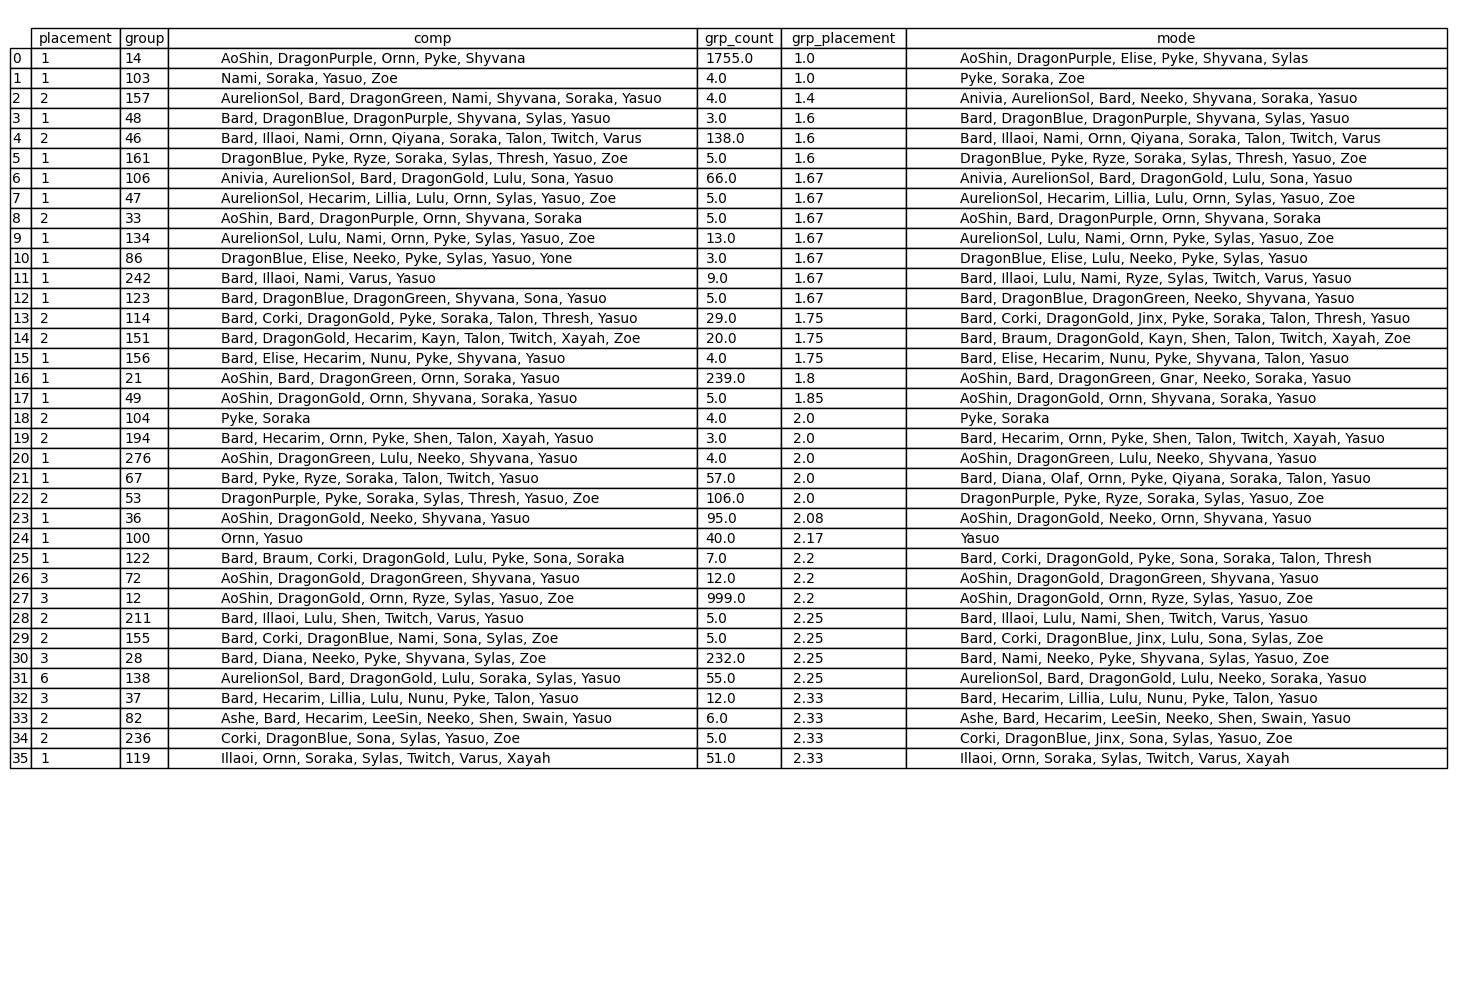 placement group comp grp_count grp_placement mode
0 1 14 AoShin, DragonPurple, Ornn, Pyke, Shyvana 1755.0 1.0 AoShin, DragonPurple, Elise, Pyke, Shyvana, Sylas
1 1 103 Nami, Soraka, Yasuo, Zoe 4.0 1.0 Pyke, Soraka, Zoe
2 2 157 AurelionSol, Bard, DragonGreen, Nami, Shyvana, Soraka, Yasuo 4.0 1.4 Anivia, AurelionSol, Bard, Neeko, Shyvana, Soraka, Yasuo
3 1 48 Bard, DragonBlue, DragonPurple, Shyvana, Sylas, Yasuo 3.0 1.6 Bard, DragonBlue, DragonPurple, Shyvana, Sylas, Yasuo
4 2 46 Bard, Illaoi, Nami, Ornn, Qiyana, Soraka, Talon, Twitch, Varus 138.0 1.6 Bard, Illaoi, Nami, Ornn, Qiyana, Soraka, Talon, Twitch, Varus
5 1 161 DragonBlue, Pyke, Ryze, Soraka, Sylas, Thresh, Yasuo, Zoe 5.0 1.6 DragonBlue, Pyke, Ryze, Soraka, Sylas, Thresh, Yasuo, Zoe
6 1 106 Anivia, AurelionSol, Bard, DragonGold, Lulu, Sona, Yasuo 66.0 1.67 Anivia, AurelionSol, Bard, DragonGold, Lulu, Sona, Yasuo
7 1 47 AurelionSol, Hecarim, Lillia, Lulu, Ornn, Sylas, Yasuo, Zoe 5.0 1.67 AurelionSol, Hecarim, Lillia, Lulu, Ornn, Sylas, Yasuo, Zoe
8 2 33 AoShin, Bard, DragonPurple, Ornn, Shyvana, Soraka 5.0 1.67 AoShin, Bard, DragonPurple, Ornn, Shyvana, Soraka
9 1 134 AurelionSol, Lulu, Nami, Ornn, Pyke, Sylas, Yasuo, Zoe 13.0 1.67 AurelionSol, Lulu, Nami, Ornn, Pyke, Sylas, Yasuo, Zoe
10 1 86 DragonBlue, Elise, Neeko, Pyke, Sylas, Yasuo, Yone 3.0 1.67 DragonBlue, Elise, Lulu, Neeko, Pyke, Sylas, Yasuo
11 1 242 Bard, Illaoi, Nami, Varus, Yasuo 9.0 1.67 Bard, Illaoi, Lulu, Nami, Ryze, Sylas, Twitch, Varus, Yasuo
12 1 123 Bard, DragonBlue, DragonGreen, Shyvana, Sona, Yasuo 5.0 1.67 Bard, DragonBlue, DragonGreen, Neeko, Shyvana, Yasuo
13 2 114 Bard, Corki, DragonGold, Pyke, Soraka, Talon, Thresh, Yasuo 29.0 1.75 Bard, Corki, DragonGold, Jinx, Pyke, Soraka, Talon, Thresh, Yasuo
14 2 151 Bard, DragonGold, Hecarim, Kayn, Talon, Twitch, Xayah, Zoe 20.0 1.75 Bard, Braum, DragonGold, Kayn, Shen, Talon, Twitch, Xayah, Zoe
15 1 156 Bard, Elise, Hecarim, Nunu, Pyke, Shyvana, Yasuo 4.0 1.75 Bard, Elise, Hecarim, Nunu, Pyke, Shyvana, Talon, Yasuo
16 1 21 AoShin, Bard, DragonGreen, Ornn, Soraka, Yasuo 239.0 1.8 AoShin, Bard, DragonGreen, Gnar, Neeko, Soraka, Yasuo
17 1 49 AoShin, DragonGold, Ornn, Shyvana, Soraka, Yasuo 5.0 1.85 AoShin, DragonGold, Ornn, Shyvana, Soraka, Yasuo
18 2 104 Pyke, Soraka 4.0 2.0 Pyke, Soraka
19 2 194 Bard, Hecarim, Ornn, Pyke, Shen, Talon, Xayah, Yasuo 3.0 2.0 Bard, Hecarim, Ornn, Pyke, Shen, Talon, Twitch, Xayah, Yasuo
20 1 276 AoShin, DragonGreen, Lulu, Neeko, Shyvana, Yasuo 4.0 2.0 AoShin, DragonGreen, Lulu, Neeko, Shyvana, Yasuo
21 1 67 Bard, Pyke, Ryze, Soraka, Talon, Twitch, Yasuo 57.0 2.0 Bard, Diana, Olaf, Ornn, Pyke, Qiyana, Soraka, Talon, Yasuo
22 2 53 DragonPurple, Pyke, Soraka, Sylas, Thresh, Yasuo, Zoe 106.0 2.0 DragonPurple, Pyke, Ryze, Soraka, Sylas, Yasuo, Zoe
23 1 36 AoShin, DragonGold, Neeko, Shyvana, Yasuo 95.0 2.08 AoShin, DragonGold, Neeko, Ornn, Shyvana, Yasuo
24 1 100 Ornn, Yasuo 40.0 2.17 Yasuo
25 1 122 Bard, Braum, Corki, DragonGold, Lulu, Pyke, Sona, Soraka 7.0 2.2 Bard, Corki, DragonGold, Pyke, Sona, Soraka, Talon, Thresh
26 3 72 AoShin, DragonGold, DragonGreen, Shyvana, Yasuo 12.0 2.2 AoShin, DragonGold, DragonGreen, Shyvana, Yasuo
27 3 12 AoShin, DragonGold, Ornn, Ryze, Sylas, Yasuo, Zoe 999.0 2.2 AoShin, DragonGold, Ornn, Ryze, Sylas, Yasuo, Zoe
28 2 211 Bard, Illaoi, Lulu, Shen, Twitch, Varus, Yasuo 5.0 2.25 Bard, Illaoi, Lulu, Nami, Shen, Twitch, Varus, Yasuo
29 2 155 Bard, Corki, DragonBlue, Nami, Sona, Sylas, Zoe 5.0 2.25 Bard, Corki, DragonBlue, Jinx, Lulu, Sona, Sylas, Zoe
30 3 28 Bard, Diana, Neeko, Pyke, Shyvana, Sylas, Zoe 232.0 2.25 Bard, Nami, Neeko, Pyke, Shyvana, Sylas, Yasuo, Zoe
31 6 138 AurelionSol, Bard, DragonGold, Lulu, Soraka, Sylas, Yasuo 55.0 2.25 AurelionSol, Bard, DragonGold, Lulu, Neeko, Soraka, Yasuo
32 3 37 Bard, Hecarim, Lillia, Lulu, Nunu, Pyke, Talon, Yasuo 12.0 2.33 Bard, Hecarim, Lillia, Lulu, Nunu, Pyke, Talon, Yasuo
33 2 82 Ashe, Bard, Hecarim, LeeSin, Neeko, Shen, Swain, Yasuo 6.0 2.33 Ashe, Bard, Hecarim, LeeSin, Neeko, Shen, Swain, Yasuo
34 2 236 Corki, DragonBlue, Sona, Sylas, Yasuo, Zoe 5.0 2.33 Corki, DragonBlue, Jinx, Sona, Sylas, Yasuo, Zoe
35 1 119 Illaoi, Ornn, Soraka, Sylas, Twitch, Varus, Xayah 51.0 2.33 Illaoi, Ornn, Soraka, Sylas, Twitch, Varus, Xayah